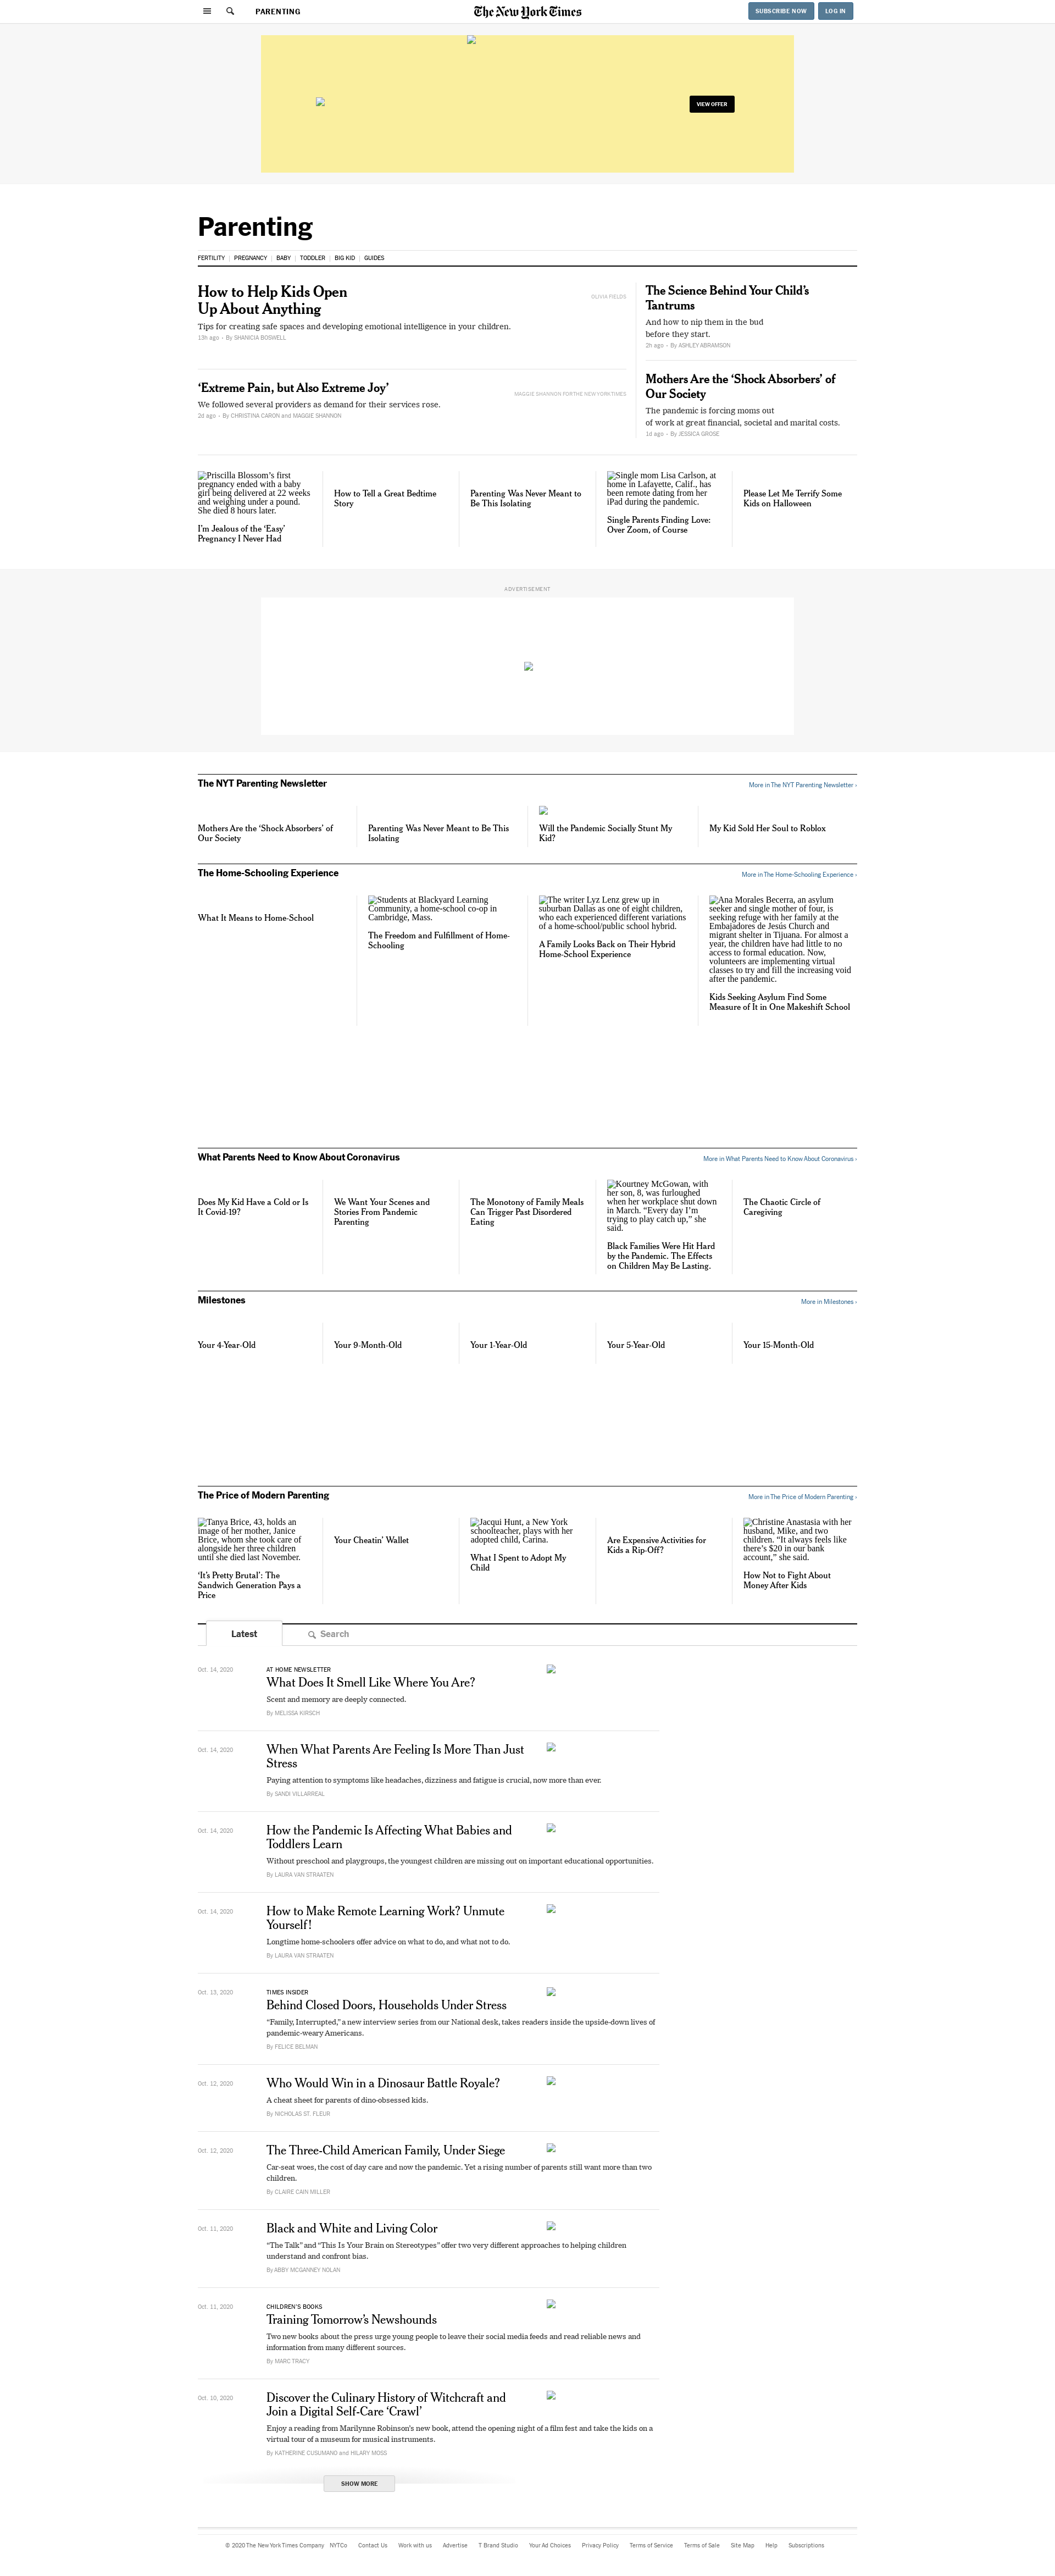 PARENTING
The New York Times
SUBSCRIBE NOW
LOG IN
VIEW OFFER
Parenting
FERTILITY
PREGNANCY
BABY
TODDLER
BIG KID
GUIDES
How to Help Kids Open
Up About Anything
Tips for creating safe spaces and developing emotional intelligence in your children.
13h ago • By SHANICIA BOSWELL
OLIVIA FIELDS
‘Extreme Pain, but Also Extreme Joy’
We followed several providers as demand for their services rose.
2d ago • By CHRISTINA CARON and MAGGIE SHANNON
MAGGIE SHANNON FOR THE NEW YORK TIMES
The Science Behind Your Child’s
Tantrums
And how to nip them in the bud
before they start.
2h ago • By ASHLEY ABRAMSON
Mothers Are the ‘Shock Absorbers’ of
Our Society
The pandemic is forcing moms out
of work at great financial, societal and marital costs.
1d ago • By JESSICA GROSE
Priscilla Blossom’s first
pregnancy ended with a baby
girl being delivered at 22 weeks
and weighing under a pound.
She died 8 hours later.
I’m Jealous of the ‘Easy’
Pregnancy I Never Had
How to Tell a Great Bedtime
Story
Parenting Was Never Meant to
Be This Isolating
Single mom Lisa Carlson, at
home in Lafayette, Calif., has
been remote dating from her
iPad during the pandemic.
Single Parents Finding Love:
Over Zoom, of Course
Please Let Me Terrify Some
Kids on Halloween
ADVERTISEMENT
The NYT Parenting Newsletter
More in The NYT Parenting Newsletter ›
Mothers Are the ‘Shock Absorbers’ of
Our Society
Parenting Was Never Meant to Be This
Isolating
Will the Pandemic Socially Stunt My
Kid?
My Kid Sold Her Soul to Roblox
The Home-Schooling Experience
More in The Home-Schooling Experience ›
What It Means to Home-School
Students at Blackyard Learning
Community, a home-school co-op in
Cambridge, Mass.
The Freedom and Fulfillment of Home-
Schooling
The writer Lyz Lenz grew up in
suburban Dallas as one of eight children,
who each experienced different variations
of a home-school/public school hybrid.
A Family Looks Back on Their Hybrid
Home-School Experience
Ana Morales Becerra, an asylum
seeker and single mother of four, is
seeking refuge with her family at the
Embajadores de Jesús Church and
migrant shelter in Tijuana. For almost a
year, the children have had little to no
access to formal education. Now,
volunteers are implementing virtual
classes to try and fill the increasing void
after the pandemic.
Kids Seeking Asylum Find Some
Measure of It in One Makeshift School
What Parents Need to Know About Coronavirus
More in What Parents Need to Know About Coronavirus ›
Does My Kid Have a Cold or Is
It Covid-19?
We Want Your Scenes and
Stories From Pandemic
Parenting
The Monotony of Family Meals
Can Trigger Past Disordered
Eating
Kourtney McGowan, with
her son, 8, was furloughed
when her workplace shut down
in March. “Every day I’m
trying to play catch up,” she
said.
Black Families Were Hit Hard
by the Pandemic. The Effects
on Children May Be Lasting.
The Chaotic Circle of
Caregiving
Milestones
More in Milestones ›
Your 4-Year-Old
Your 9-Month-Old
Your 1-Year-Old
Your 5-Year-Old
Your 15-Month-Old
The Price of Modern Parenting
More in The Price of Modern Parenting ›
Tanya Brice, 43, holds an
image of her mother, Janice
Brice, whom she took care of
alongside her three children
until she died last November.
‘It’s Pretty Brutal’: The
Sandwich Generation Pays a
Price
Your Cheatin’ Wallet
Jacqui Hunt, a New York
schoolteacher, plays with her
adopted child, Carina.
What I Spent to Adopt My
Child
Are Expensive Activities for
Kids a Rip-Off?
Christine Anastasia with her
husband, Mike, and two
children. “It always feels like
there’s $20 in our bank
account,” she said.
How Not to Fight About
Money After Kids
Latest
Search
Oct. 14, 2020
AT HOME NEWSLETTER
What Does It Smell Like Where You Are?
Scent and memory are deeply connected.
By MELISSA KIRSCH
Oct. 14, 2020
When What Parents Are Feeling Is More Than Just
Stress
Paying attention to symptoms like headaches, dizziness and fatigue is crucial, now more than ever.
By SANDI VILLARREAL
Oct. 14, 2020
How the Pandemic Is Affecting What Babies and
Toddlers Learn
Without preschool and playgroups, the youngest children are missing out on important educational opportunities.
By LAURA VAN STRAATEN
Oct. 14, 2020
How to Make Remote Learning Work? Unmute
Yourself!
Longtime home-schoolers offer advice on what to do, and what not to do.
By LAURA VAN STRAATEN
Oct. 13, 2020
TIMES INSIDER
Behind Closed Doors, Households Under Stress
“Family, Interrupted,” a new interview series from our National desk, takes readers inside the upside-down lives of
pandemic-weary Americans.
By FELICE BELMAN
Oct. 12, 2020
Who Would Win in a Dinosaur Battle Royale?
A cheat sheet for parents of dino-obsessed kids.
By NICHOLAS ST. FLEUR
Oct. 12, 2020
The Three-Child American Family, Under Siege
Car-seat woes, the cost of day care and now the pandemic. Yet a rising number of parents still want more than two
children.
By CLAIRE CAIN MILLER
Oct. 11, 2020
Black and White and Living Color
“The Talk” and “This Is Your Brain on Stereotypes” offer two very different approaches to helping children
understand and confront bias.
By ABBY MCGANNEY NOLAN
Oct. 11, 2020
CHILDREN’S BOOKS
Training Tomorrow’s Newshounds
Two new books about the press urge young people to leave their social media feeds and read reliable news and
information from many different sources.
By MARC TRACY
Oct. 10, 2020
Discover the Culinary History of Witchcraft and
Join a Digital Self-Care ‘Crawl’
Enjoy a reading from Marilynne Robinson’s new book, attend the opening night of a film fest and take the kids on a
virtual tour of a museum for musical instruments.
By KATHERINE CUSUMANO and HILARY MOSS
SHOW MORE
© 2020 The New York Times Company
NYTCo
Contact Us
Work with us
Advertise
T Brand Studio
Your Ad Choices
Privacy Policy
Terms of Service
Terms of Sale
Site Map
Help
Subscriptions